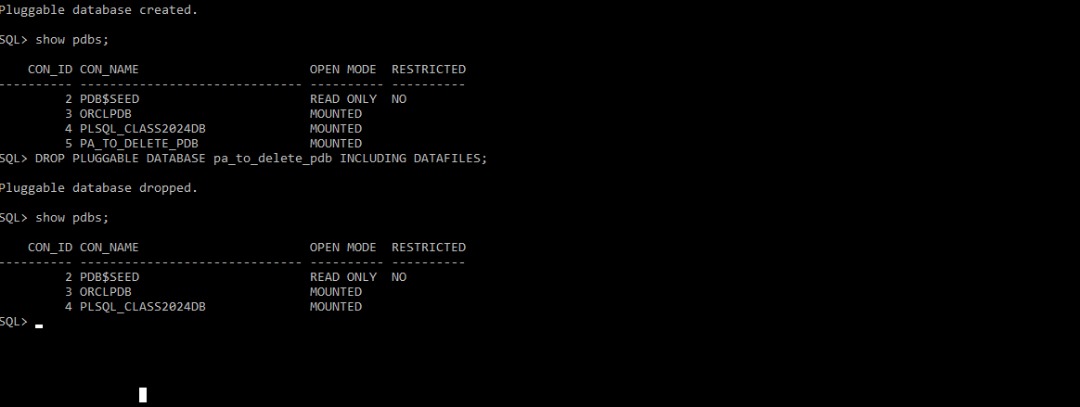 Pluggable database created.
SQL> show pdbs;
CON_ID CON_NAME OPEN MODE RESTRICTED
---------- ------------------------------ ---------- ----------
2 PDB$SEED READ ONLY NO
3 ORCLPDB MOUNTED
4 PLSQL_CLASS2024DB MOUNTED
5 PA_TO_DELETE_PDB MOUNTED
SQL> DROP PLUGGABLE DATABASE pa_to_delete_pdb INCLUDING DATAFILES;
Pluggable database dropped.
SQL> show pdbs;
CON_ID CON_NAME OPEN MODE RESTRICTED
---------- ------------------------------ ---------- ----------
2 PDB$SEED READ ONLY NO
3 ORCLPDB MOUNTED
4 PLSQL_CLASS2024DB MOUNTED
SQL>